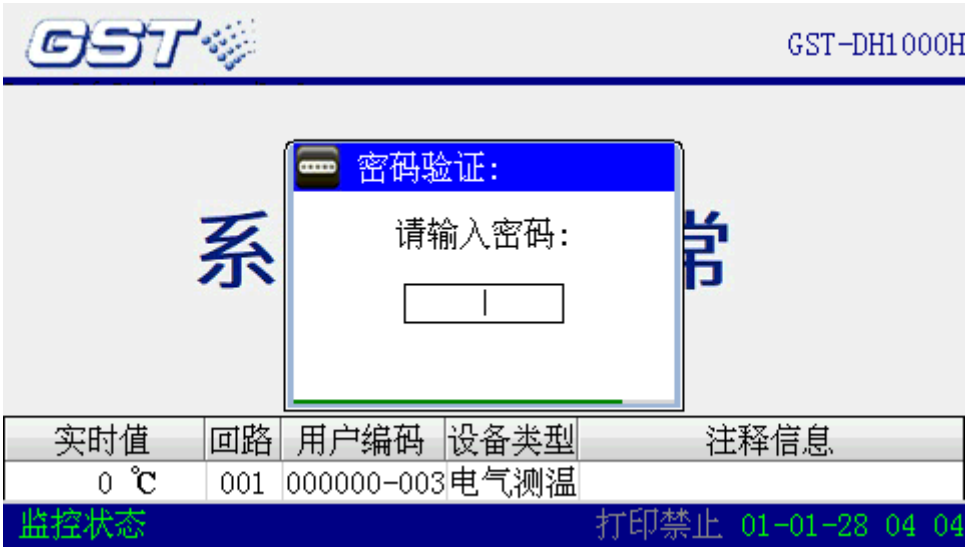 GST
GST-DH1000H
密码验证:
请输入密码:
系 常
实时值 回路 用户编码 设备类型 注释信息
0 ℃ 001 000000-003 电气测温
监控状态 打印禁止 01-01-28 04 04